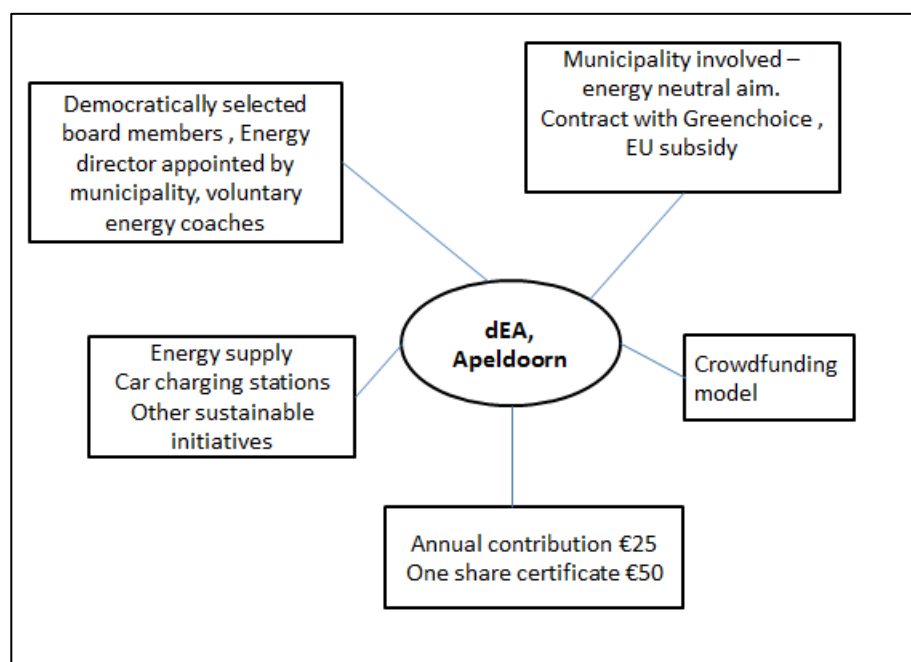 Democratically selected
board members , Energy
director appointed by
municipality, voluntary
energy coaches
Municipality involved –
energy neutral aim.
Contract with Greenchoice ,
EU subsidy
dEA,
Apeldoorn
Energy supply
Car charging stations
Other sustainable
initiatives
Crowdfunding
model
Annual contribution €25
One share certificate €50